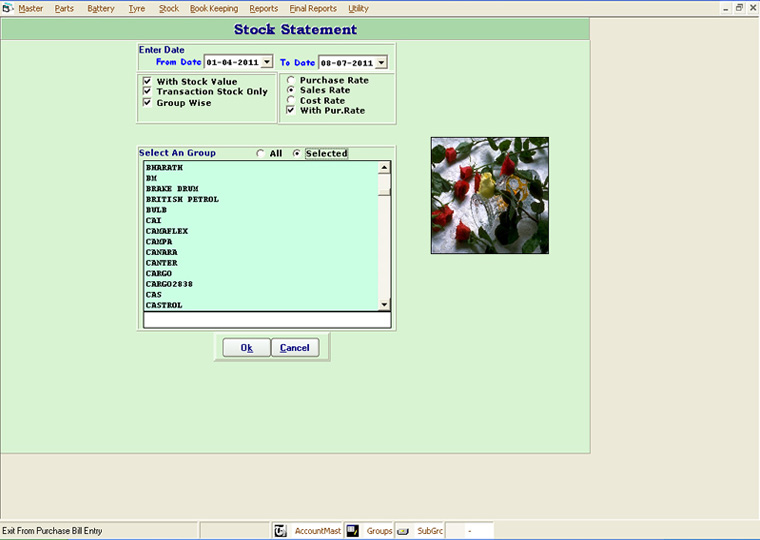 Master Parts Battery Tyre Stock Book Keeping Reports Final Reports Utility
Stock Statement
Enter Date
From Date 01-04-2011 To Date 08-07-2011
With Stock Value
Transaction Stock Only
Group Wise
Purchase Rate
Sales Rate
Cost Rate
With Pur.Rate
Select An Group All Selected
BHARATH
BM
BRAKE DRUM
BRITISH PETROL
BULB
CAI
CAMAFLEX
CAMPA
CANARA
CANTER
CARGO
CARGO2838
CAS
CASTROL
Ok Cancel
Exit From Purchase Bill Entry AccountMast Groups SubGrc -